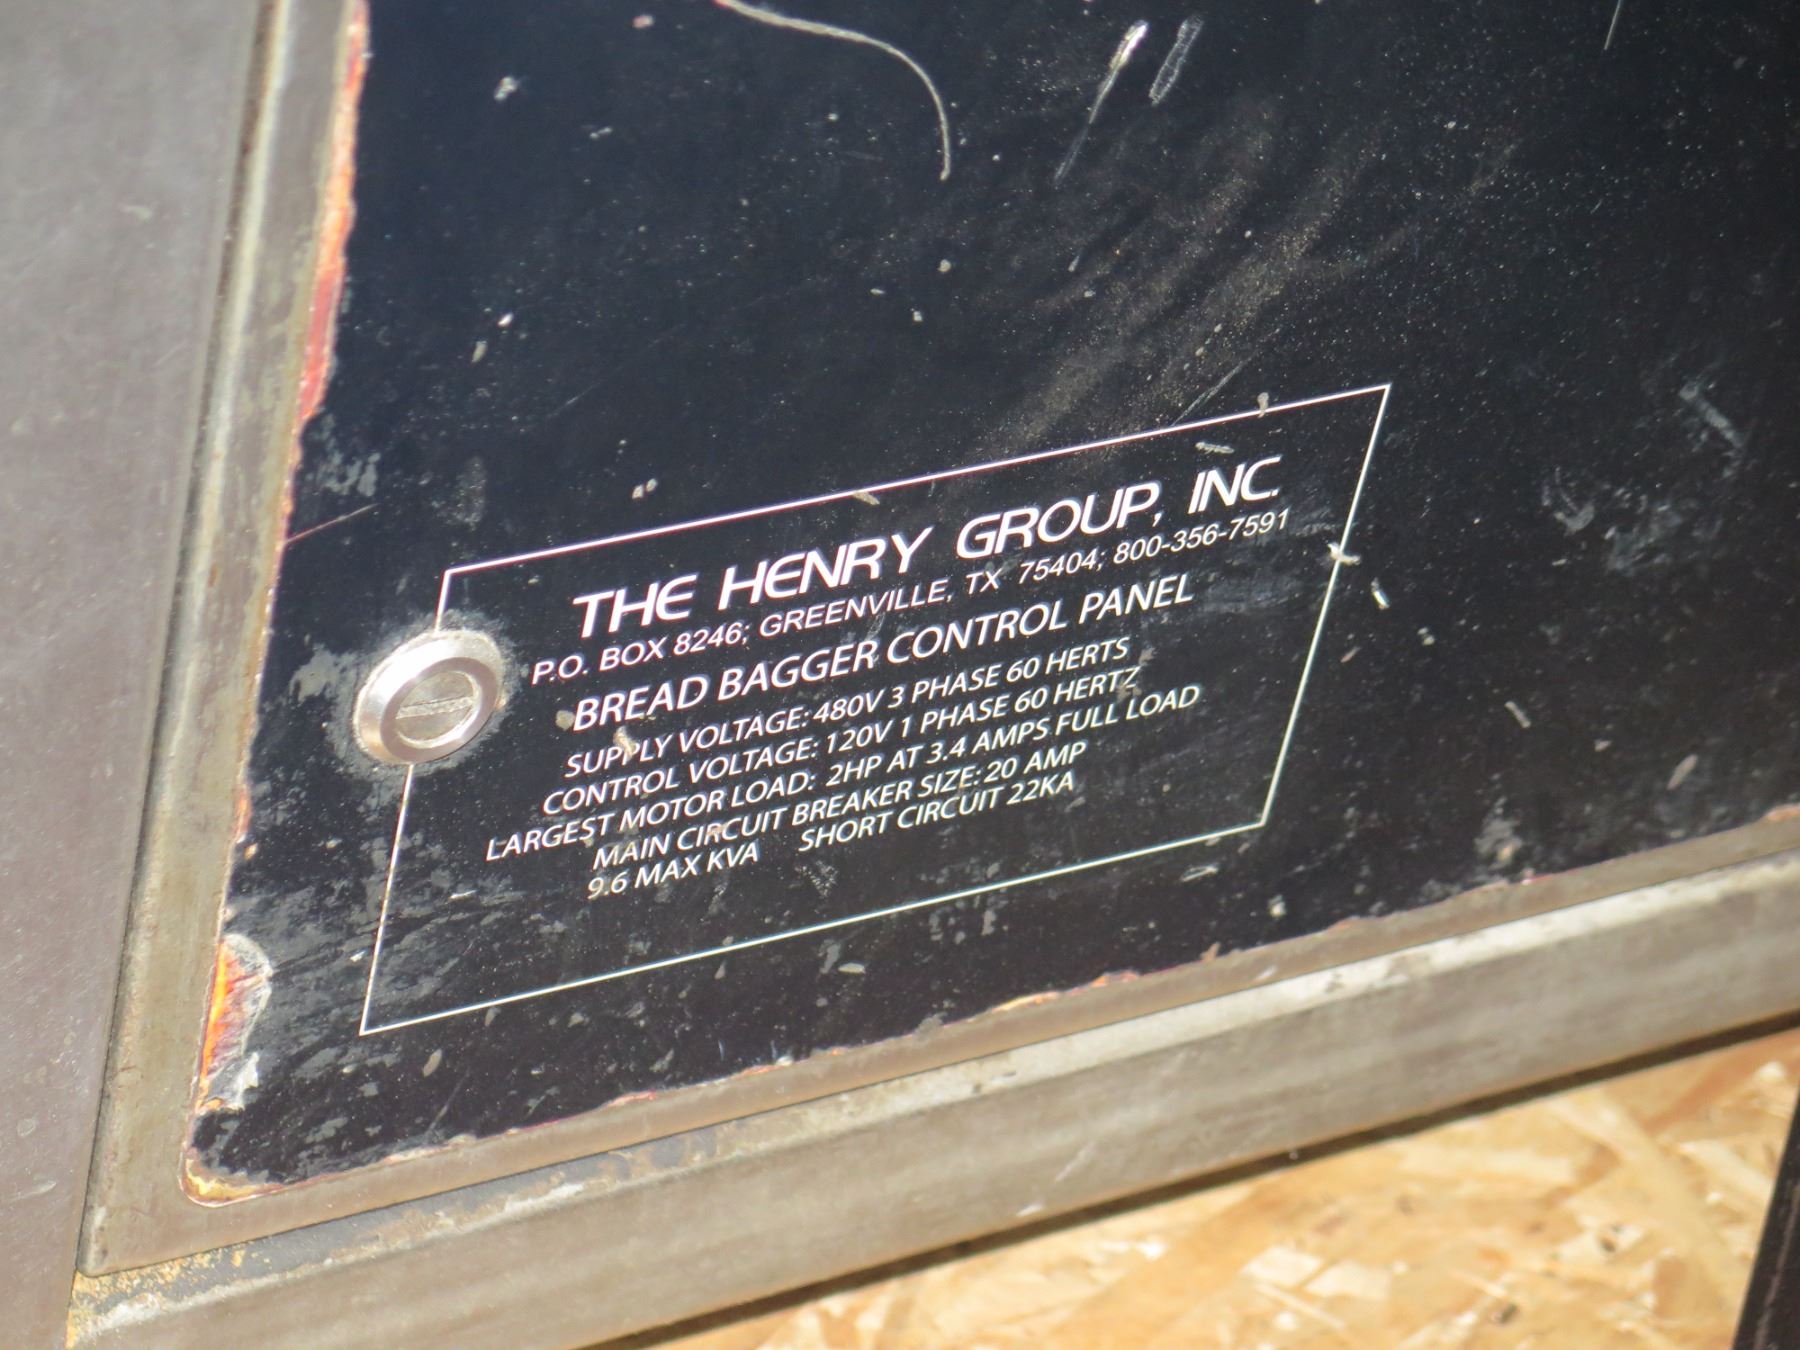 THE HENRY GROUP, INC.
P.O. BOX 8246; GREENVILLE, TX 75404; 800-356-7591
BREAD BAGGER CONTROL PANEL
SUPPLY VOLTAGE: 480V 3 PHASE 60 HERTS
CONTROL VOLTAGE: 120V 1 PHASE 60 HERTZ
LARGEST MOTOR LOAD: 2HP AT 3.4 AMPS FULL LOAD
MAIN CIRCUIT BREAKER SIZE: 20 AMP
9.6 MAX KVA SHORT CIRCUIT 22KA